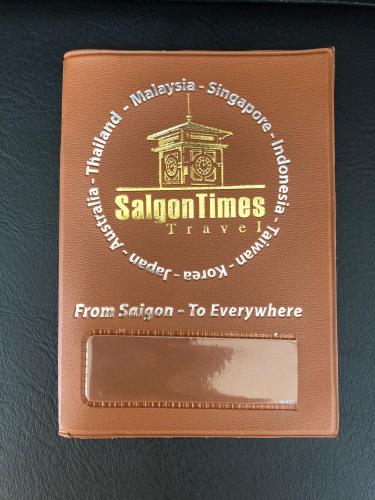 Australia - Thailand - Malaysia - Singapore - Indonesia - Taiwan - Korea - Japan -
SaigonTimes
Travel
From Saigon - To Everywhere